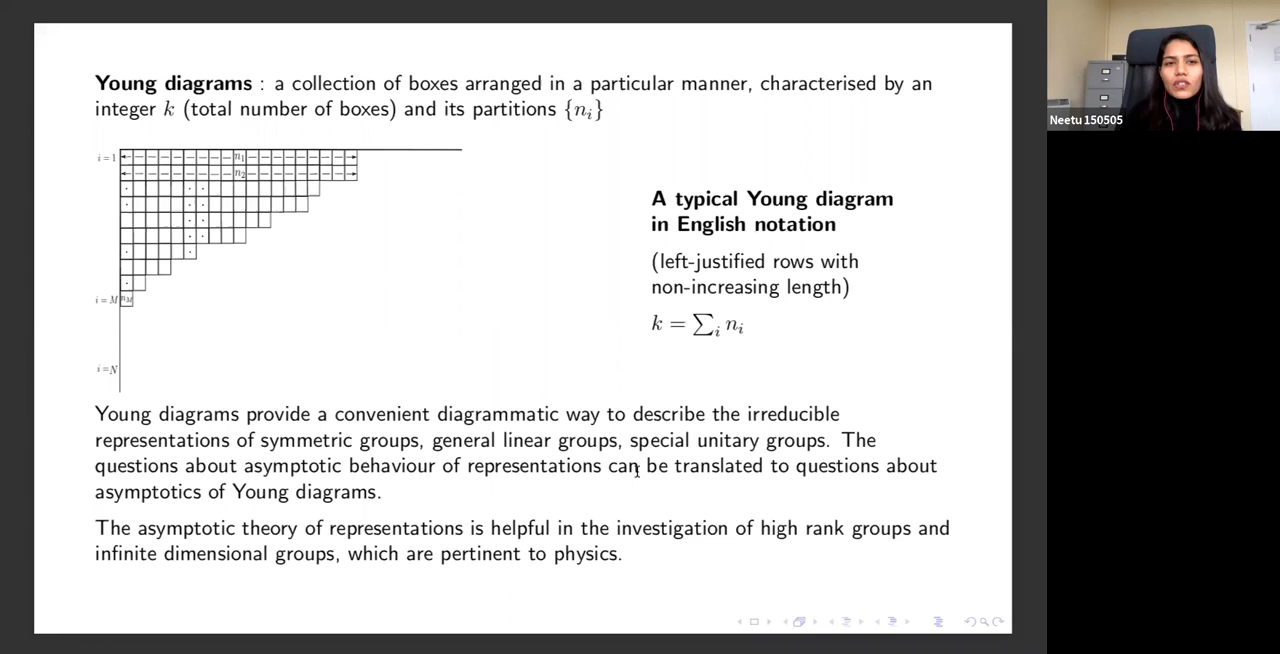 Young diagrams : a collection of boxes arranged in a particular manner, characterised by an
integer k (total number of boxes) and its partitions {nᵢ}
i = 1
n₁
n₂
i = M
n_M
i = N
A typical Young diagram
in English notation
(left-justified rows with
non-increasing length)
k = ∑ᵢ nᵢ
Young diagrams provide a convenient diagrammatic way to describe the irreducible
representations of symmetric groups, general linear groups, special unitary groups. The
questions about asymptotic behaviour of representations can be translated to questions about
asymptotics of Young diagrams.
The asymptotic theory of representations is helpful in the investigation of high rank groups and
infinite dimensional groups, which are pertinent to physics.
Neetu 150505